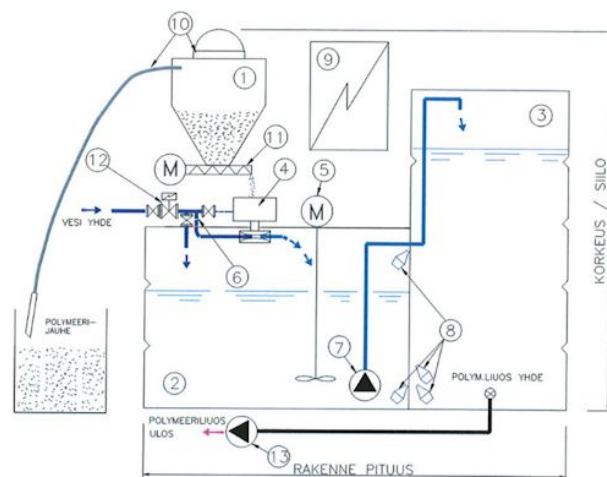 10
1
9
3
11
M
4
5
12
M
VESI YHDE
6
POLYMEERI-
JAUHE
8
7
2
POLYM.LIUOS YHDE
POLYMEERILIUOS
ULOS
13
RAKENNE PITUUS
KORKEUS / SIILO